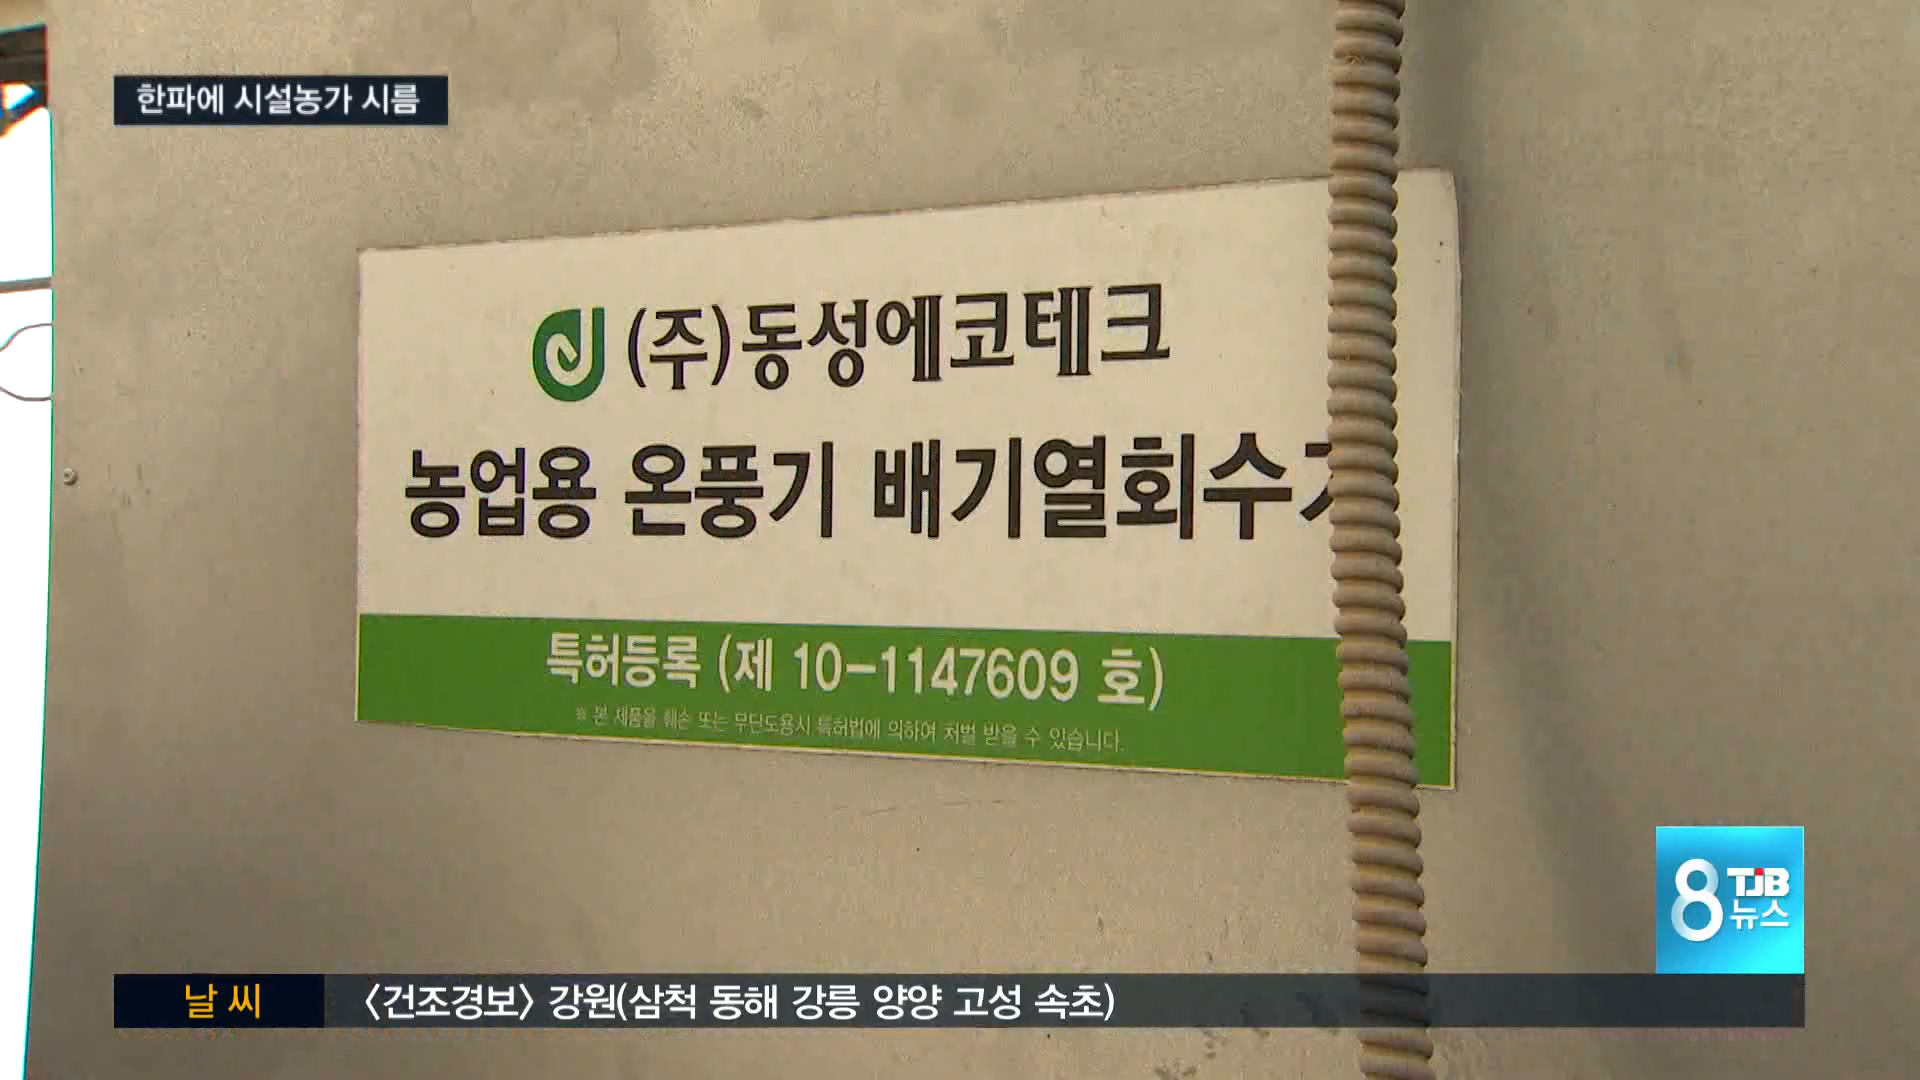 한파에 시설농가 시름
(주)동성에코테크
농업용 온풍기 배기열회수
특허등록 (제 10-1147609 호)
※ 본 제품을 훼손 또는 무단도용시 특허법에 의하여 처벌 받을 수 있습니다.
8 TJB 뉴스
날씨 <건조경보> 강원(삼척 동해 강릉 양양 고성 속초)